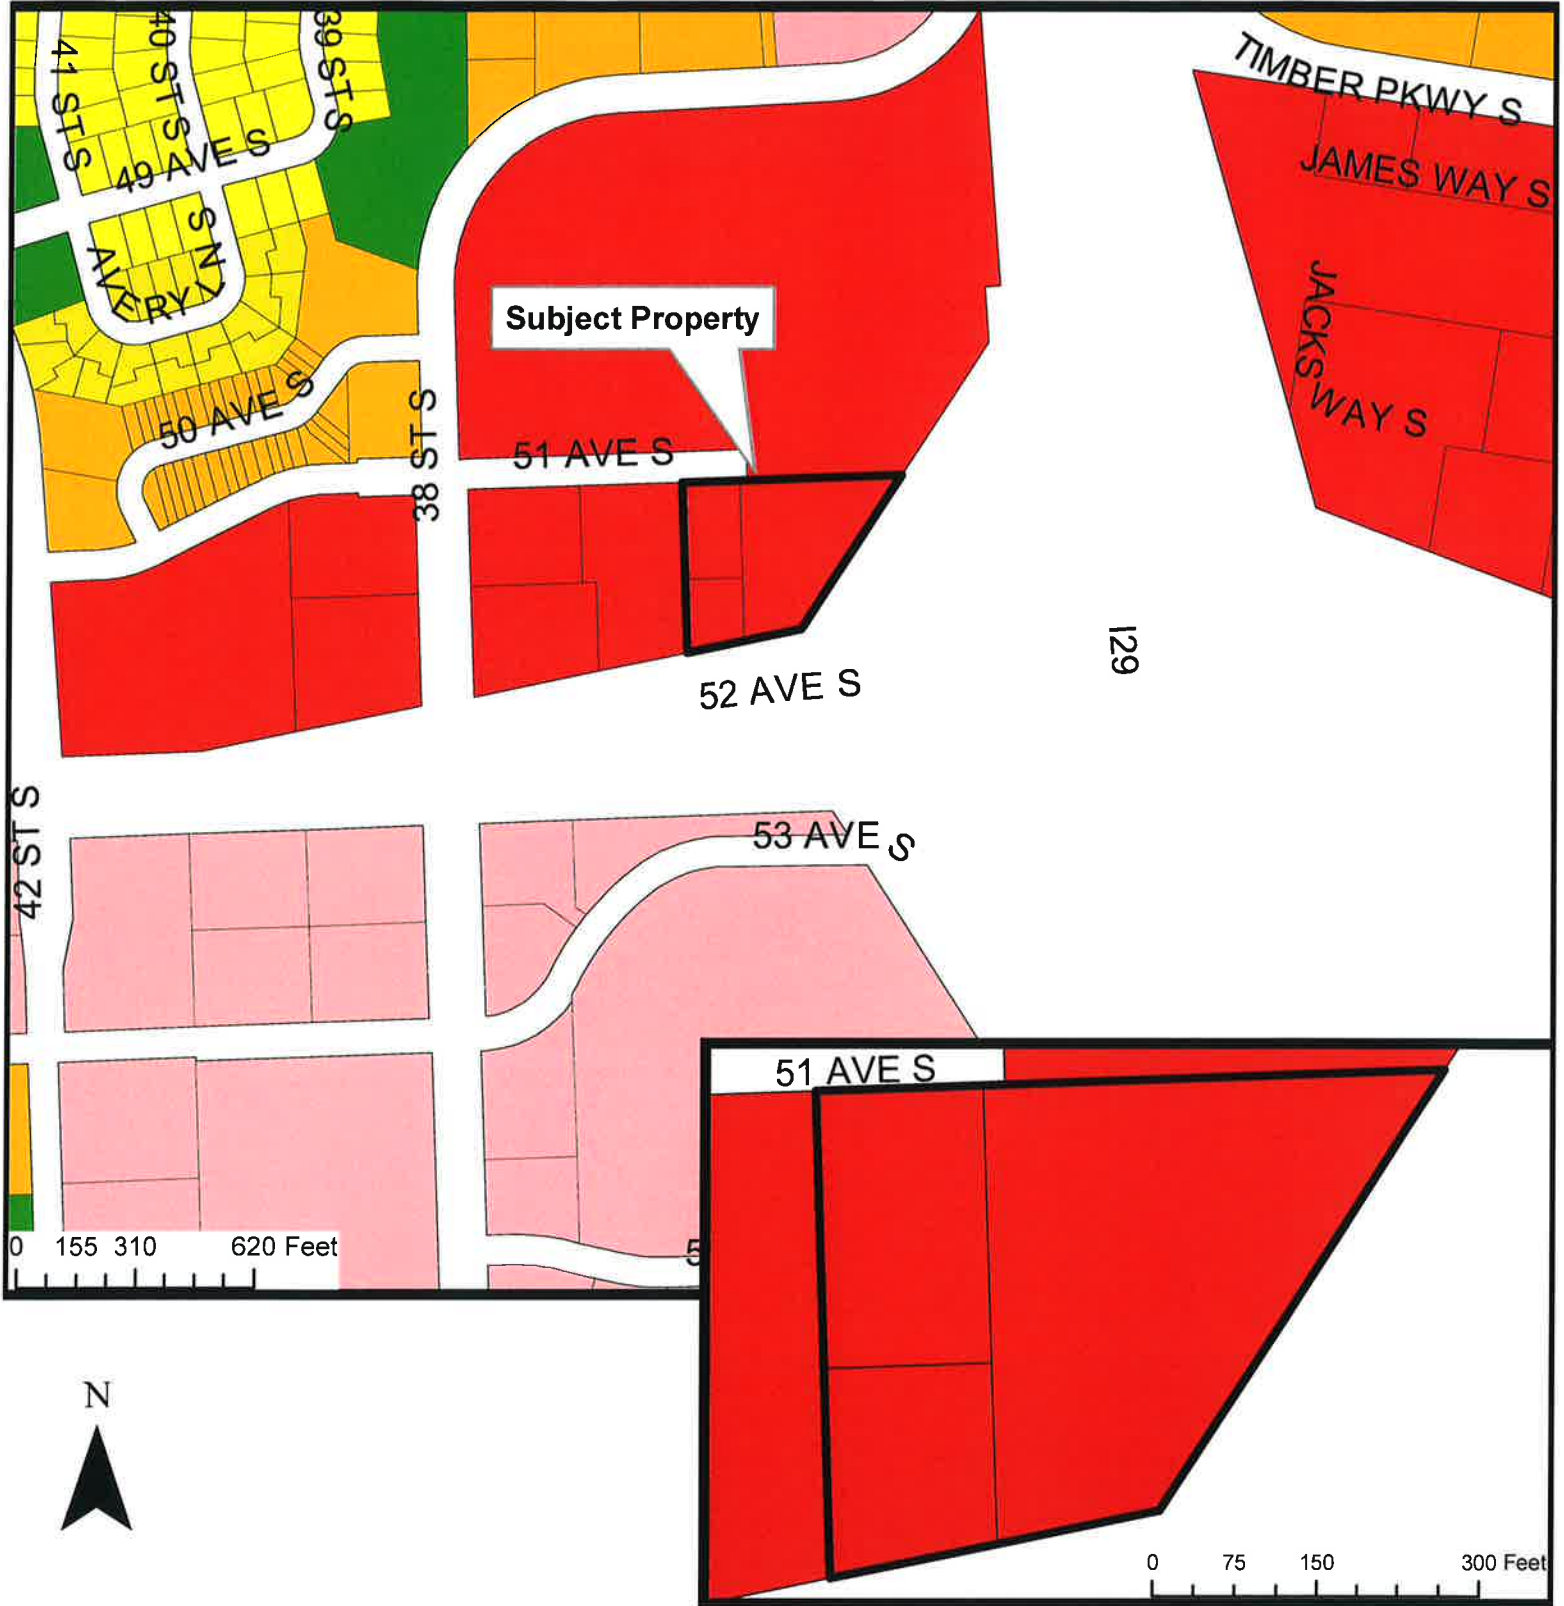 41 ST S
40 ST S
39 ST S
TIMBER PKWY S
49 AVE S
JAMES WAY S
AVERY LN S
JACKS WAY S
Subject Property
50 AVE S
38 ST S
51 AVE S
I29
52 AVE S
42 ST S
53 AVE S
51 AVE S
0 155 310 620 Feet
5
N
0 75 150 300 Feet